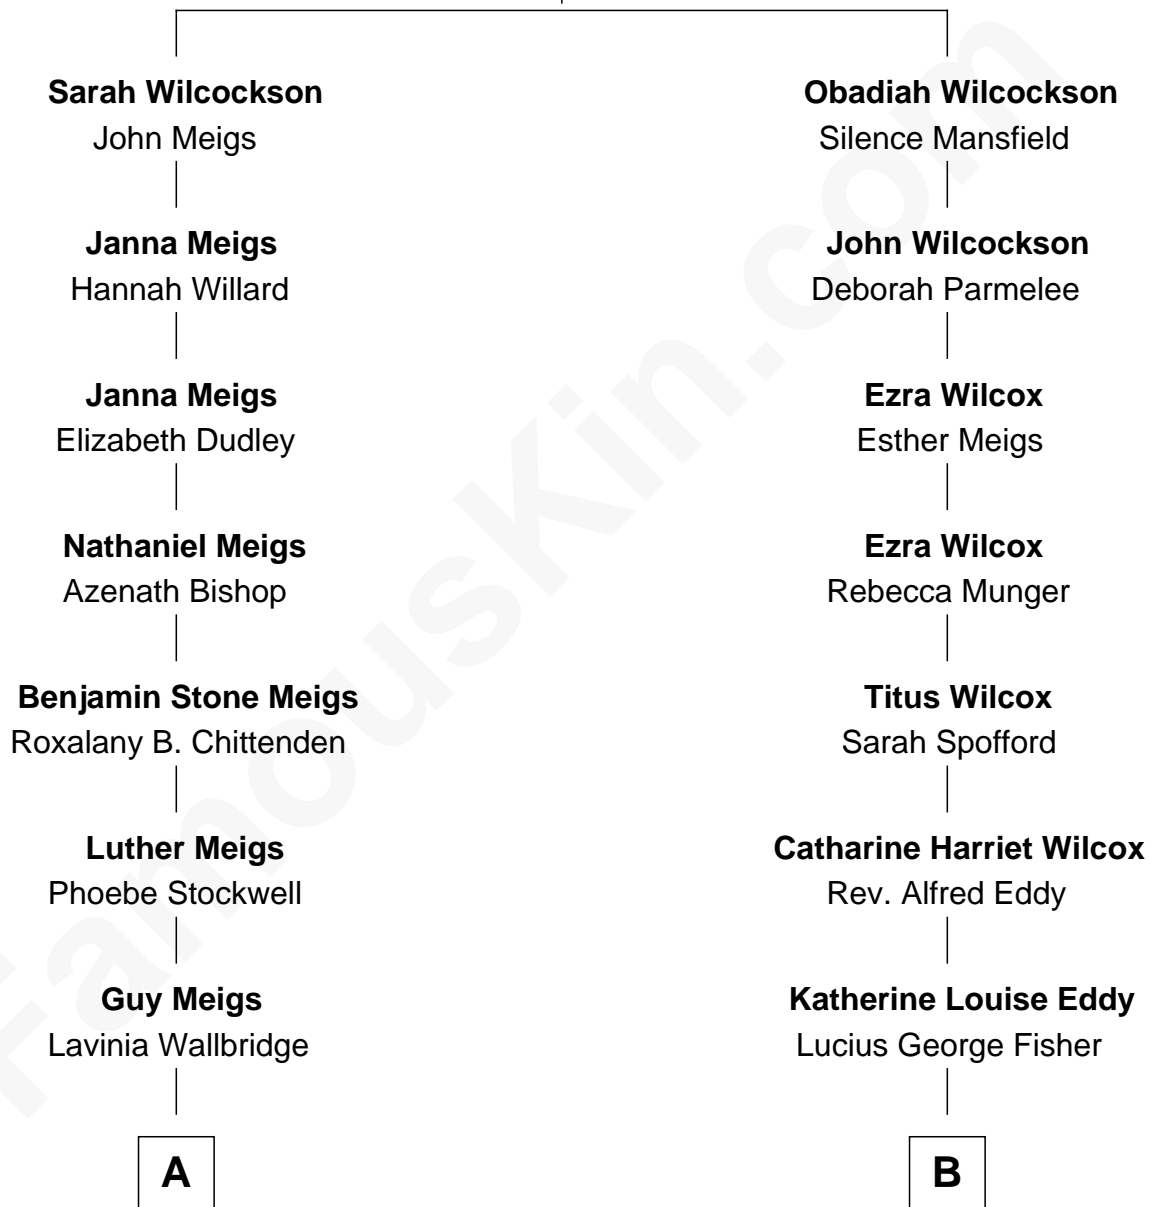 Sarah Wilcockson
John Meigs
Janna Meigs
Hannah Willard
Janna Meigs
Elizabeth Dudley
Nathaniel Meigs
Azenath Bishop
Benjamin Stone Meigs
Roxalany B. Chittenden
Luther Meigs
Phoebe Stockwell
Guy Meigs
Lavinia Wallbridge
A
Obadiah Wilcockson
Silence Mansfield
John Wilcockson
Deborah Parmelee
Ezra Wilcox
Esther Meigs
Ezra Wilcox
Rebecca Munger
Titus Wilcox
Sarah Spofford
Catharine Harriet Wilcox
Rev. Alfred Eddy
Katherine Louise Eddy
Lucius George Fisher
B
FamousKin.com